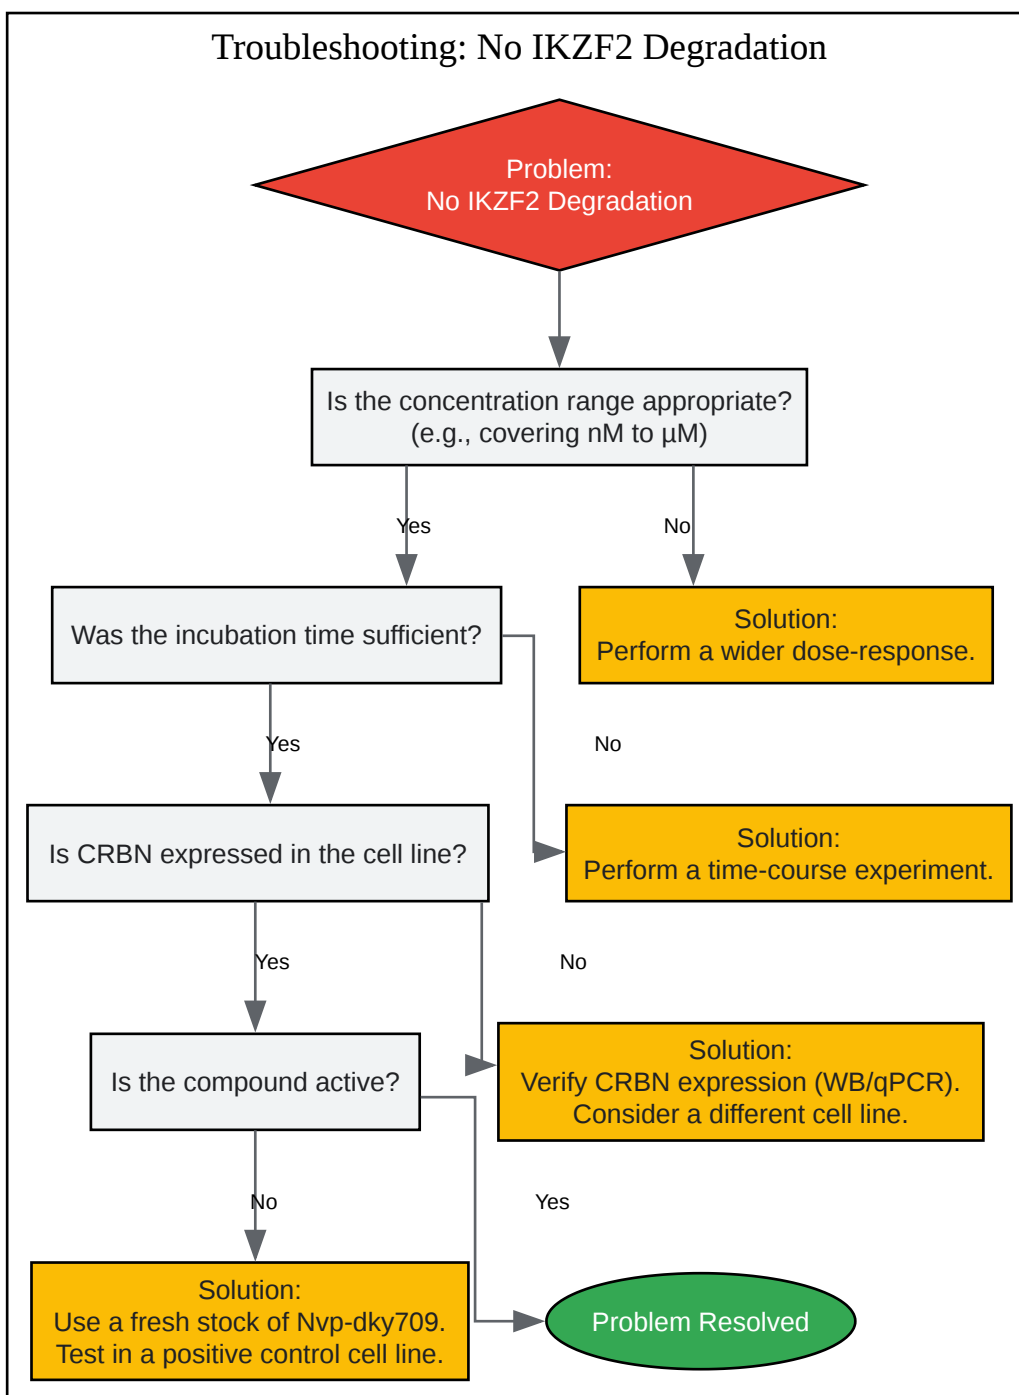 Troubleshooting: No IKZF2 Degradation
Problem:
No IKZF2 Degradation
Is the concentration range appropriate?
(e.g., covering nM to µM)
Yes
No
Was the incubation time sufficient?
Solution:
Perform a wider dose-response.
Yes
No
Is CRBN expressed in the cell line?
Solution:
Perform a time-course experiment.
Yes
No
Is the compound active?
Solution:
Verify CRBN expression (WB/qPCR).
Consider a different cell line.
No
Yes
Solution:
Use a fresh stock of Nvp-dky709.
Test in a positive control cell line.
Problem Resolved